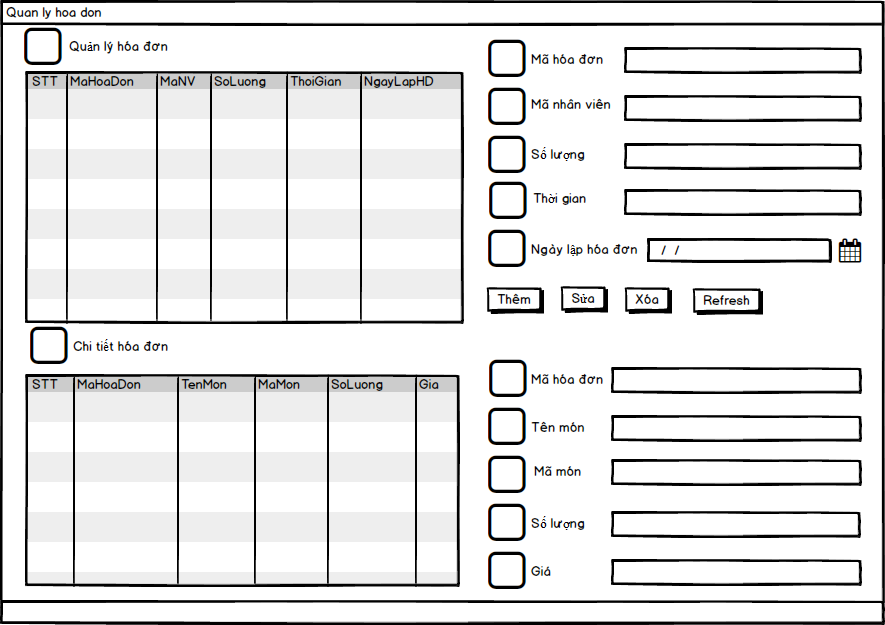 Quan ly hoa don
Quản lý hóa đơn
STT MaHoaDon MaNV SoLuong ThoiGian NgayLapHD
Mã hóa đơn
Mã nhân viên
Số lượng
Thời gian
Ngày lập hóa đơn / /
Thêm Sửa Xóa Refresh
Chi tiết hóa đơn
STT MaHoaDon TenMon MaMon SoLuong Gia
Mã hóa đơn
Tên món
Mã món
Số lượng
Giá